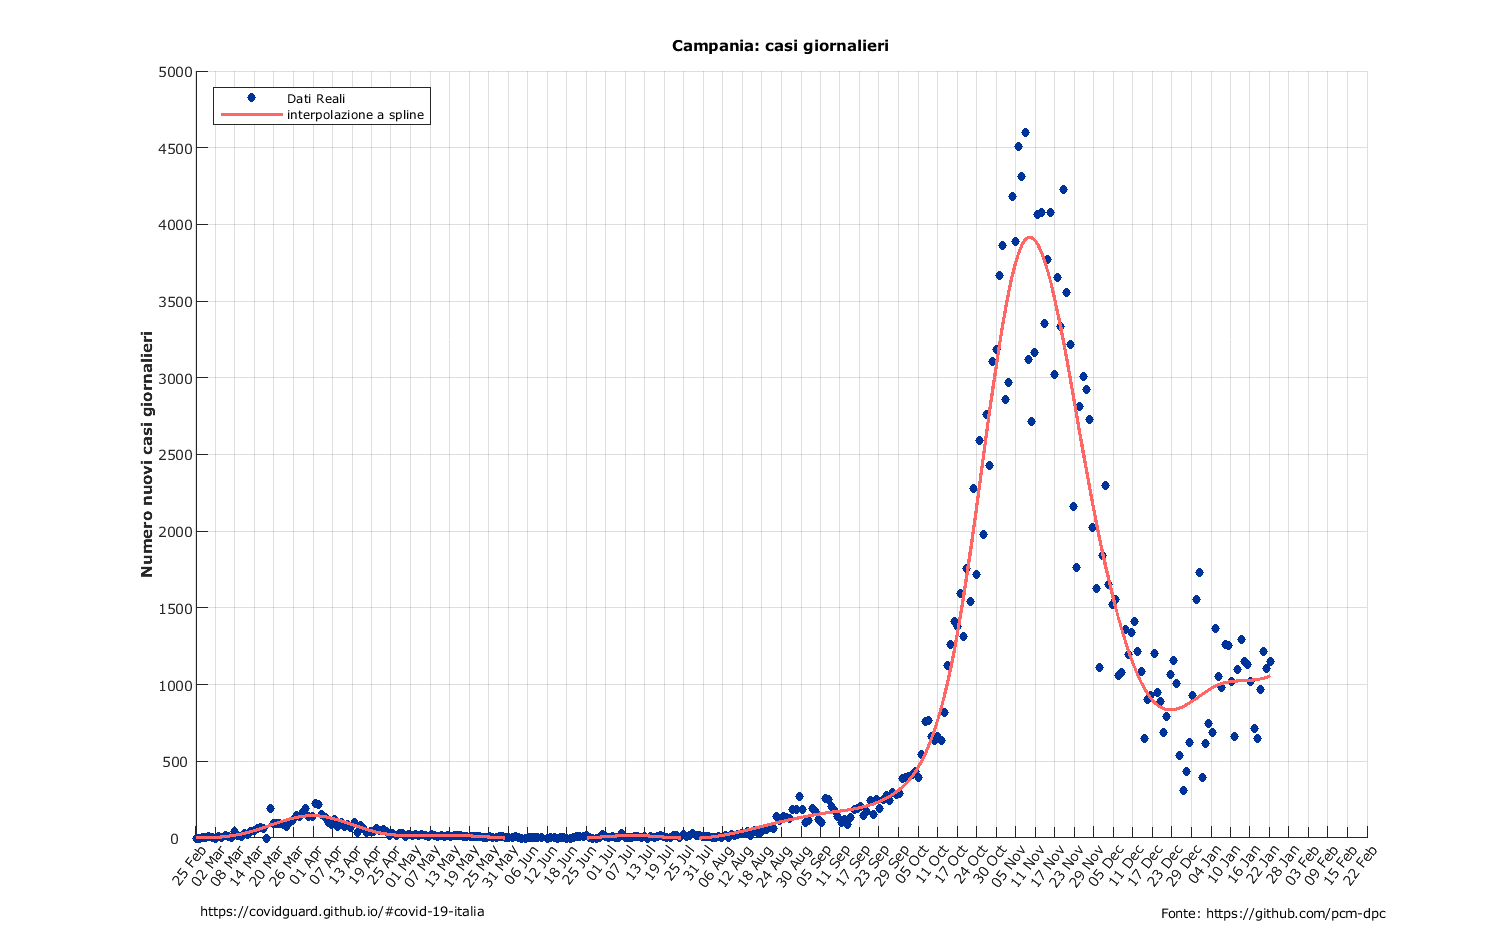 Campania: casi giornalieri
Dati Reali
interpolazione a spline
Numero nuovi casi giornalieri
5000
4500
4000
3500
3000
2500
2000
1500
1000
500
0
25 Feb
02 Mar
08 Mar
14 Mar
20 Mar
26 Mar
01 Apr
07 Apr
13 Apr
19 Apr
25 Apr
01 May
07 May
13 May
19 May
25 May
31 May
06 Jun
12 Jun
18 Jun
25 Jun
01 Jul
07 Jul
13 Jul
19 Jul
25 Jul
31 Jul
06 Aug
12 Aug
18 Aug
24 Aug
30 Aug
05 Sep
11 Sep
17 Sep
23 Sep
29 Sep
05 Oct
11 Oct
17 Oct
24 Oct
30 Oct
05 Nov
11 Nov
17 Nov
23 Nov
29 Nov
05 Dec
11 Dec
17 Dec
23 Dec
29 Dec
04 Jan
10 Jan
16 Jan
22 Jan
28 Jan
03 Feb
09 Feb
15 Feb
22 Feb
https://covidguard.github.io/#covid-19-italia
Fonte: https://github.com/pcm-dpc